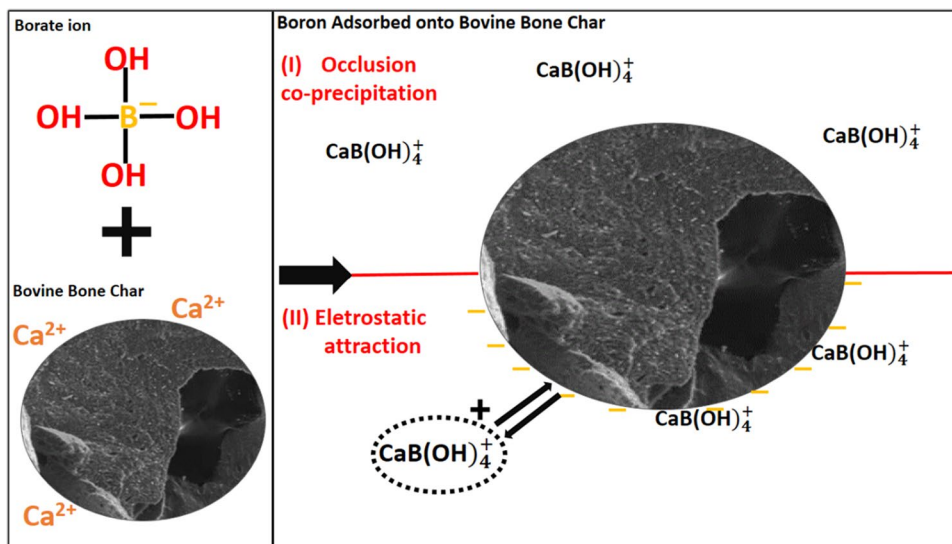 Borate ion
OH
OH B− OH
OH
+
Bovine Bone Char
Ca²⁺
Ca²⁺
Ca²⁺
Boron Adsorbed onto Bovine Bone Char
(I) Occlusion
co-precipitation
CaB(OH)₄⁺
CaB(OH)₄⁺
CaB(OH)₄⁺
(II) Eletrostatic
attraction
CaB(OH)₄⁺
CaB(OH)₄⁺
+
CaB(OH)₄⁺